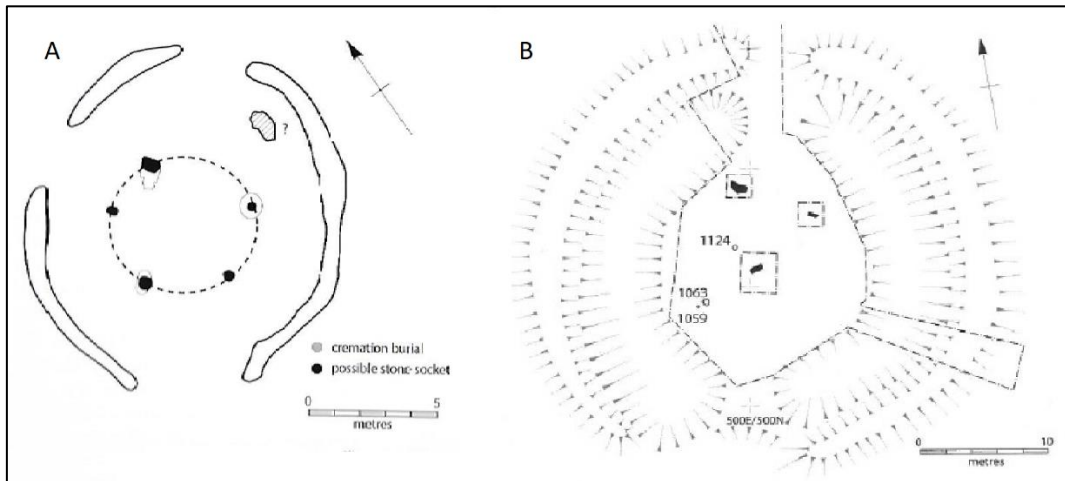 A
?
cremation burial
possible stone socket
0 5
metres
B
1124
1063
1059
500E/500N
0 10
metres